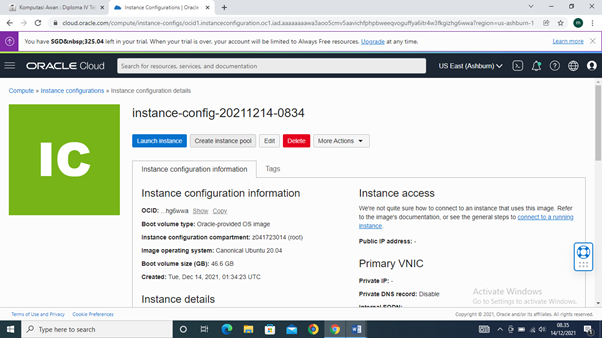 Komputasi Awan : Diploma IV Te
Instance Configurations | Oracl
cloud.oracle.com/compute/instance-configs/ocid1.instanceconfiguration.oc1.iad.
?region=us-ashburn-1
You have SGD&nbsp;325.04 left in your trial. When your trial is over, your account will be limited to Always Free resources. Upgrade at any time.
Learn more
ORACLE Cloud
Search for resources, services, and documentation
US East (Ashburn)
Compute » Instance configurations » Instance configuration details
IC
instance-config-20211214-0834
Launch instance
Create instance pool
Edit
Delete
More Actions
Instance configuration information
Tags
Instance configuration information
OCID: ...hg6wwa Show Copy
Boot volume type: Oracle-provided OS image
Instance configuration compartment: 2041723014 (root)
Image operating system: Canonical Ubuntu 20.04
Boot volume size (GB): 46.6 GB
Created: Tue, Dec 14, 2021, 01:34:23 UTC
Instance details
Instance access
We're not quite sure how to connect to an instance that uses this image. Refer
to the image's documentation, or see the general steps to connect to a running
instance.
Public IP address: -
Primary VNIC
Private IP: -
Private DNS record: Disable
Activate Windows
Go to Settings to activate Windows.
Terms of Use and Privacy
Cookie Preferences
Copyright © 2021, Oracle and/or its affiliates. All rights reserved.
Type here to search
08.35
14/12/2021